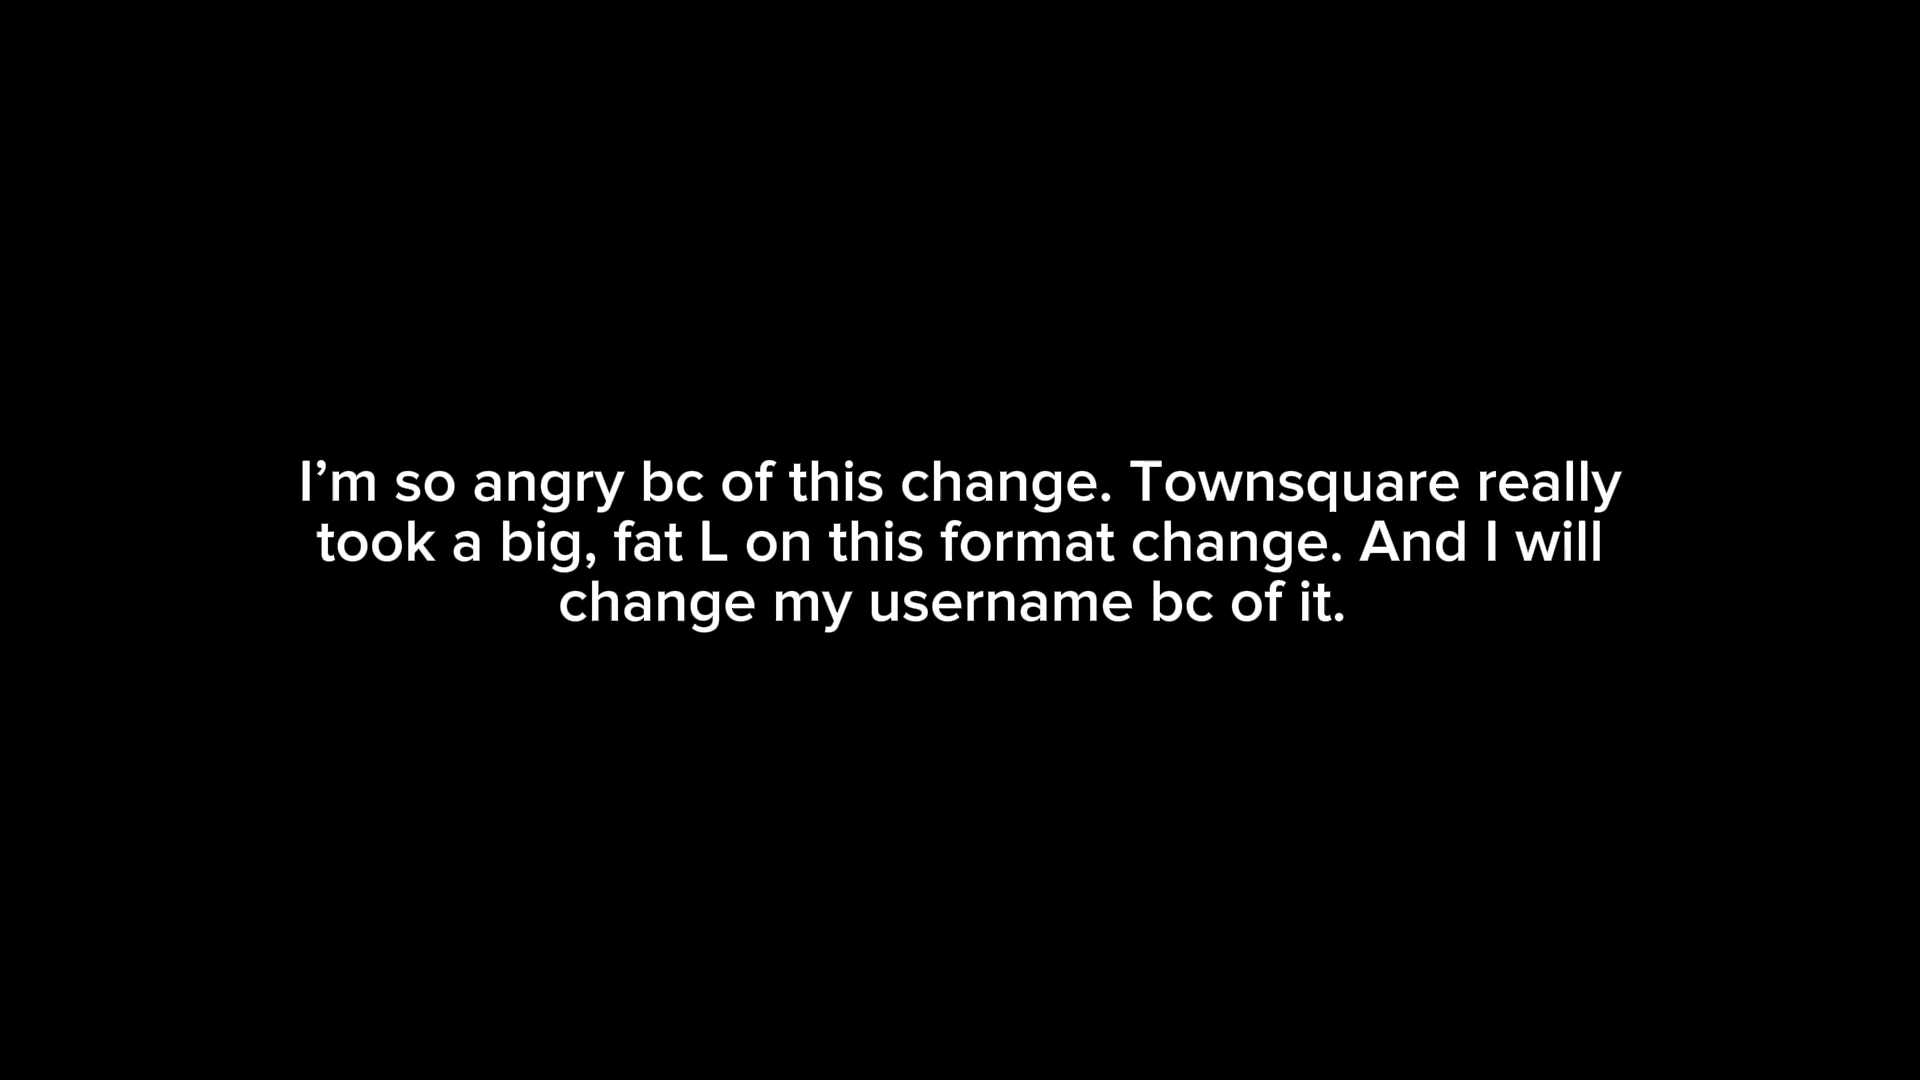 I’m so angry bc of this change. Townsquare really
took a big, fat L on this format change. And I will
change my username bc of it.